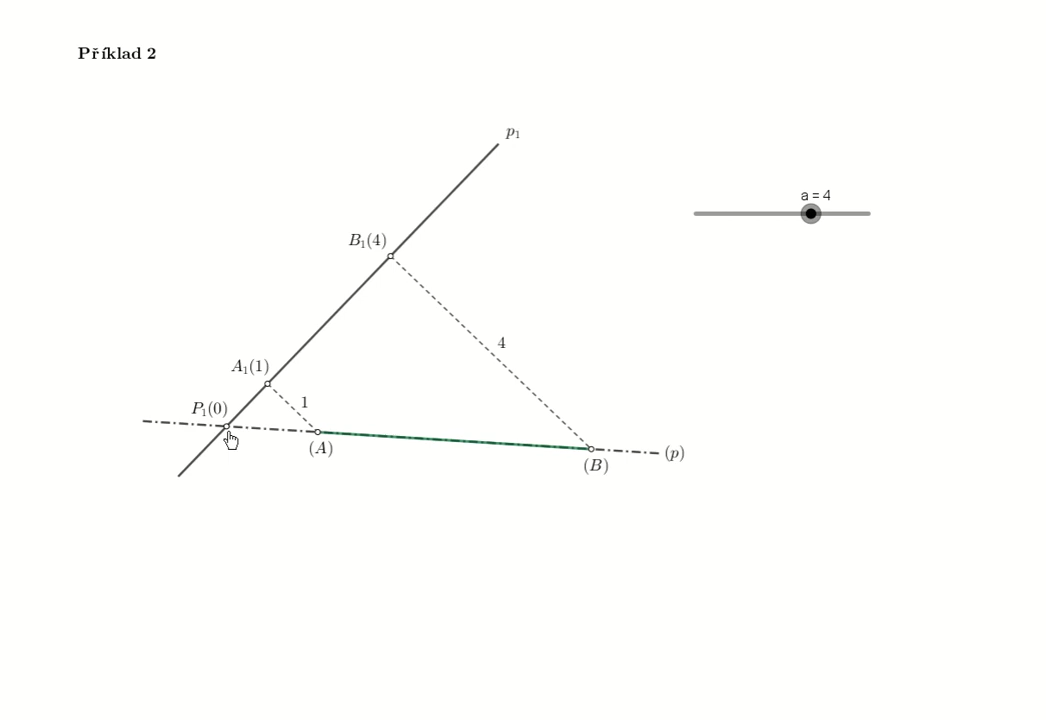 Příklad 2
p₁
a = 4
B₁(4)
4
A₁(1)
1
P₁(0)
(A)
(p)
(B)